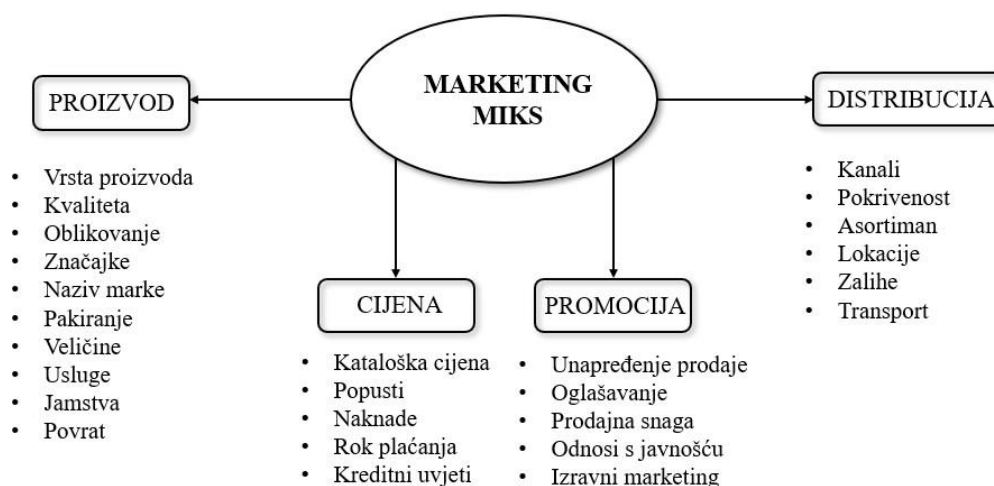 MARKETING
MIKS
PROIZVOD
• Vrsta proizvoda
• Kvaliteta
• Oblikovanje
• Značajke
• Naziv marke
• Pakiranje
• Veličine
• Usluge
• Jamstva
• Povrat
CIJENA
• Kataloška cijena
• Popusti
• Naknade
• Rok plaćanja
• Kreditni uvjeti
PROMOCIJA
• Unapređenje prodaje
• Oglašavanje
• Prodajna snaga
• Odnosi s javnošću
• Izravni marketing
DISTRIBUCIJA
• Kanali
• Pokrivenost
• Asortiman
• Lokacije
• Zalihe
• Transport